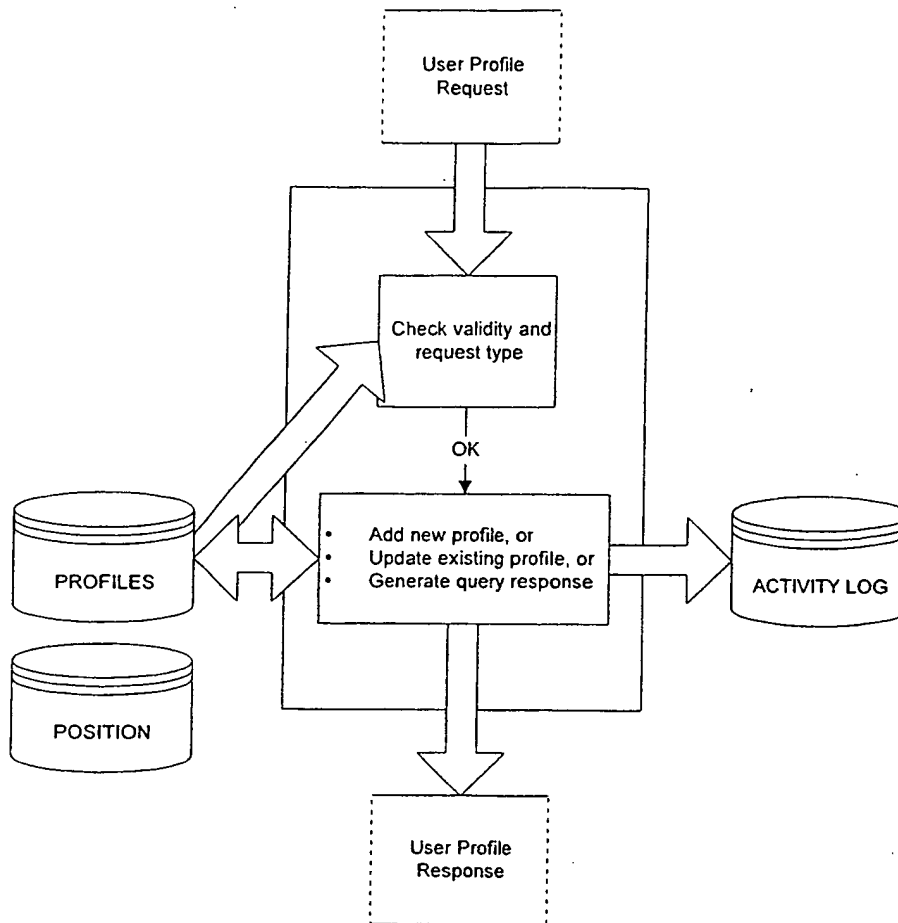 User Profile
Request
Check validity and
request type
OK
• Add new profile, or
• Update existing profile, or
• Generate query response
PROFILES
ACTIVITY LOG
POSITION
User Profile
Response